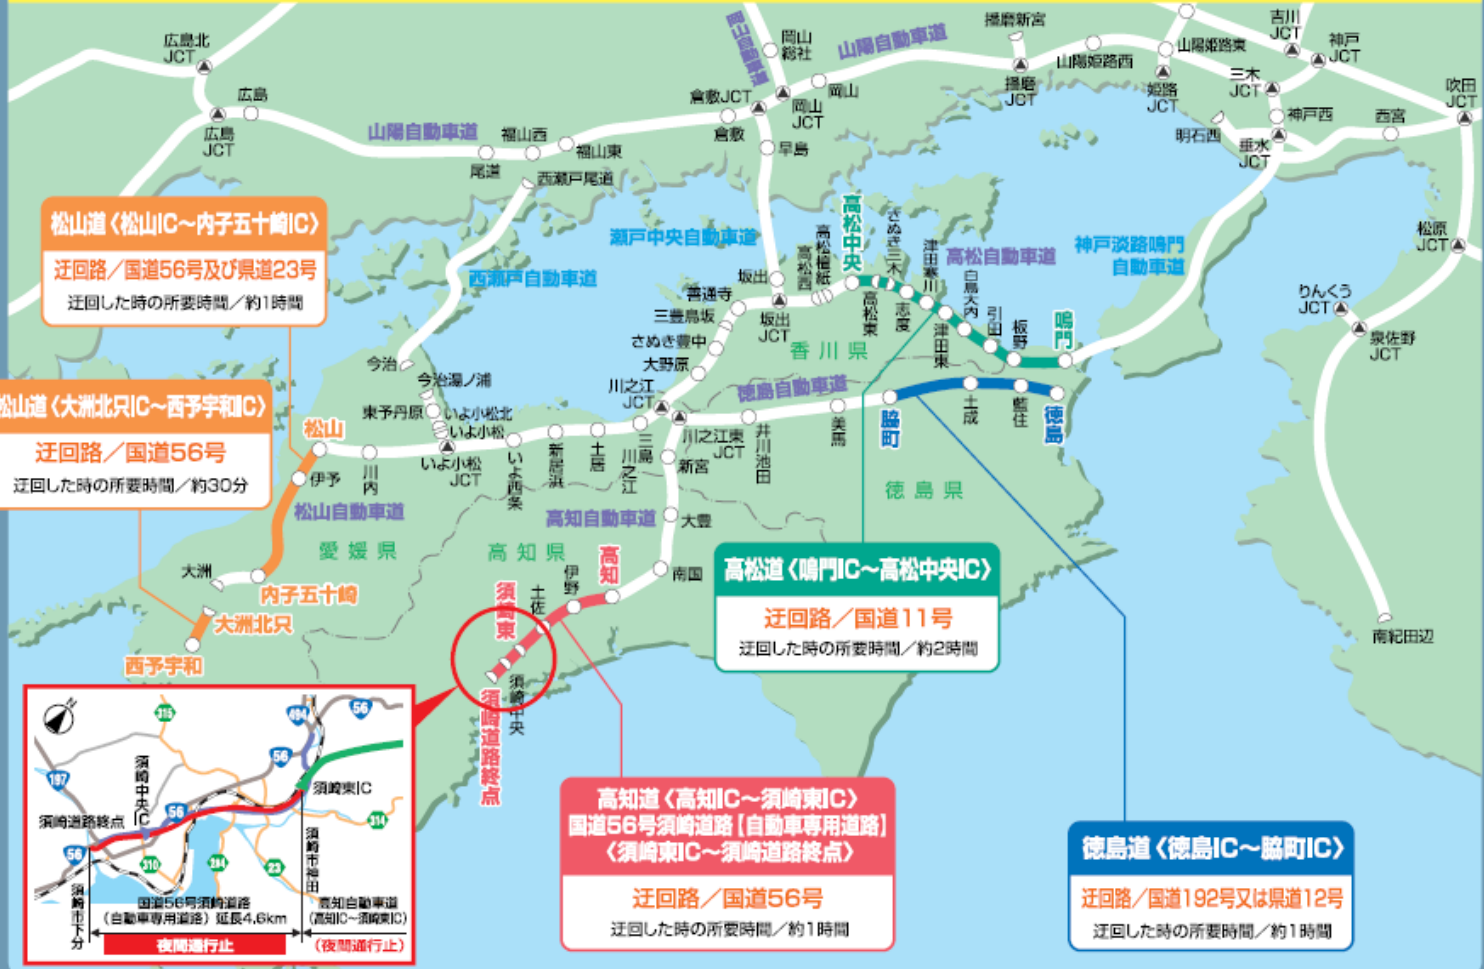 広島北
JCT
広島
広島
JCT
山陽自動車道
尾道
福山西
福山東
西瀬戸尾道
倉敷JCT
倉敷
岡山
総社
岡山
JCT
岡山
早島
山陽自動車道
播磨新宮
播磨
JCT
山陽姫路西
山陽姫路東
姫路
JCT
吉川
JCT
神戸
JCT
三木
JCT
神戸西
明石西
垂水
JCT
西宮
吹田
JCT
松原
JCT
りんくう
JCT
泉佐野
JCT
南紀田辺
瀬戸中央自動車道
西瀬戸自動車道
神戸淡路鳴門
自動車道
高松自動車道
坂出
坂出
JCT
善通寺
三豊鳥坂
さぬき豊中
大野原
川之江
JCT
高松西
高松檀紙
高松中央
高松東
さぬき三木
志度
津田寒川
津田東
白鳥大内
引田
板野
鳴門
香川県
徳島自動車道
川之江東
JCT
井川池田
美馬
脇町
土成
藍住
徳島
徳島県
今治
今治湯ノ浦
東予丹原
いよ小松北
いよ小松
いよ小松
JCT
いよ西条
新居浜
土居
三島
川之江
新宮
大豊
南国
高知自動車道
高知県
高知
伊野
土佐
須崎東
須崎中央
須崎道路終点
松山
川内
伊予
松山自動車道
愛媛県
大洲
内子五十崎
大洲北只
西予宇和
松山道〈松山IC～内子五十崎IC〉
迂回路／国道56号及び県道23号
迂回した時の所要時間／約1時間
松山道〈大洲北只IC～西予宇和IC〉
迂回路／国道56号
迂回した時の所要時間／約30分
高松道〈鳴門IC～高松中央IC〉
迂回路／国道11号
迂回した時の所要時間／約2時間
高知道〈高知IC～須崎東IC〉
国道56号須崎道路【自動車専用道路】
〈須崎東IC～須崎道路終点〉
迂回路／国道56号
迂回した時の所要時間／約1時間
徳島道〈徳島IC～脇町IC〉
迂回路／国道192号又は県道12号
迂回した時の所要時間／約1時間
315
494
56
56
197
須崎中央IC
須崎東IC
56
須崎道路終点
314
56
310
284
23
須崎市神田
須崎市下分
国道56号須崎道路
（自動車専用道路）延長4.6km
高知自動車道
（高知IC～須崎東IC）
夜間通行止
（夜間通行止）